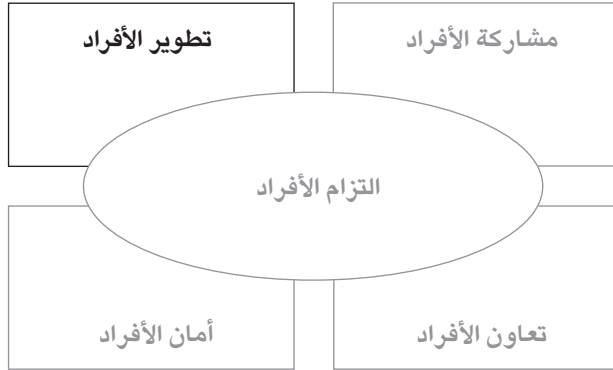 مشاركة الأفراد
تطوير الأفراد
التزام الأفراد
تعاون الأفراد
أمان الأفراد